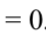 = 0.